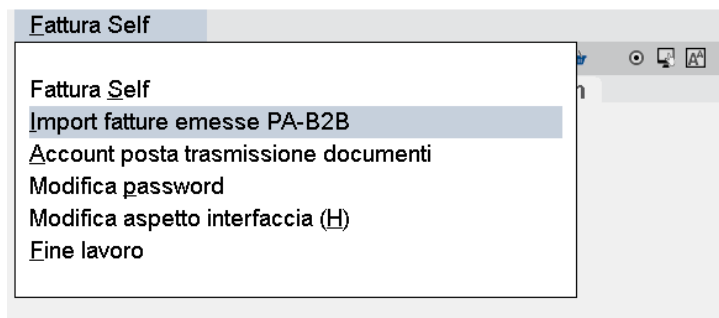 Fattura Self
Fattura Self
Import fatture emesse PA-B2B
Account posta trasmissione documenti
Modifica password
Modifica aspetto interfaccia (H)
Fine lavoro